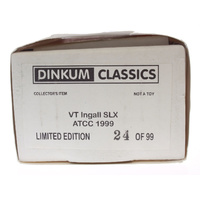 DINKUM CLASSICS
COLLECTOR'S ITEM NOT A TOY
VT Ingall SLX
ATCC 1999
LIMITED EDITION 24 OF 99